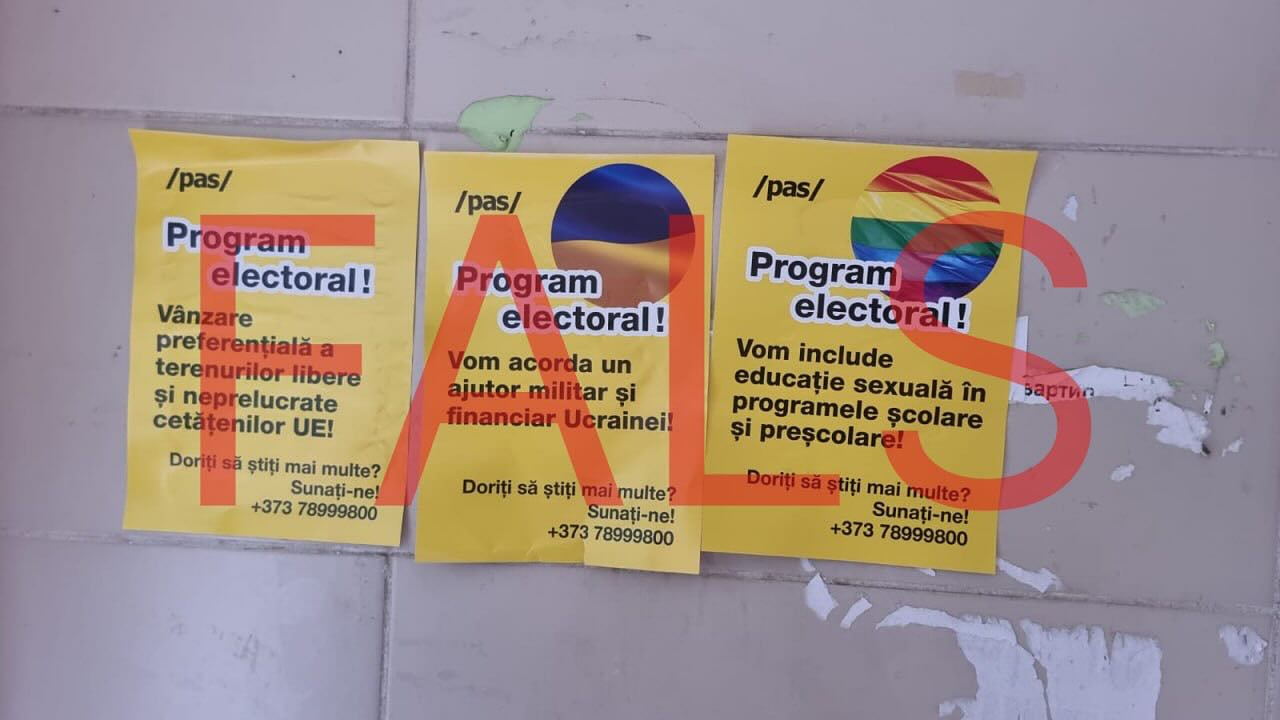 /pas/
Program
electoral!
Vânzare
preferențială a
terenurilor libere
și neprelucrate
cetățenilor UE!
Doriți să știți mai multe?
Sunați-ne!
+373 78999800
/pas/
Program
electoral!
Vom acorda un
ajutor militar și
financiar Ucrainei!
Doriți să știți mai multe?
Sunați-ne!
+373 78999800
/pas/
Program
electoral!
Vom include
educație sexuală în
programele școlare
și preșcolare!
Doriți să știți mai multe?
Sunați-ne!
+373 78999800
FALS
вартир